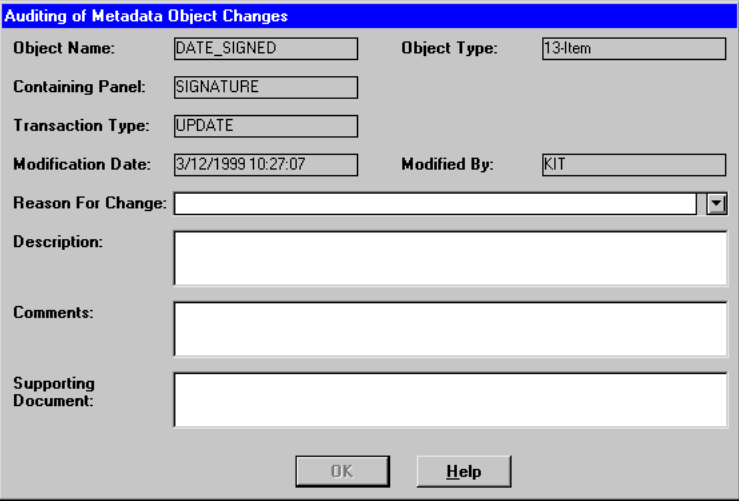 Auditing of Metadata Object Changes
Object Name: DATE_SIGNED Object Type: 13-Item
Containing Panel: SIGNATURE
Transaction Type: UPDATE
Modification Date: 3/12/1999 10:27:07 Modified By: KIT
Reason For Change:
Description:
Comments:
Supporting
Document:
OK Help